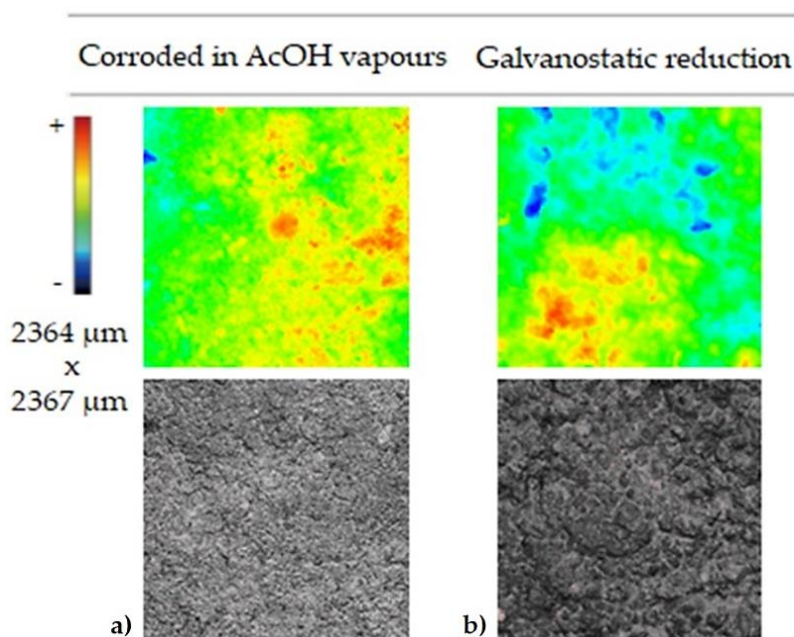 Corroded in AcOH vapours
Galvanostatic reduction
+
-
2364 μm
x
2367 μm
a)
b)